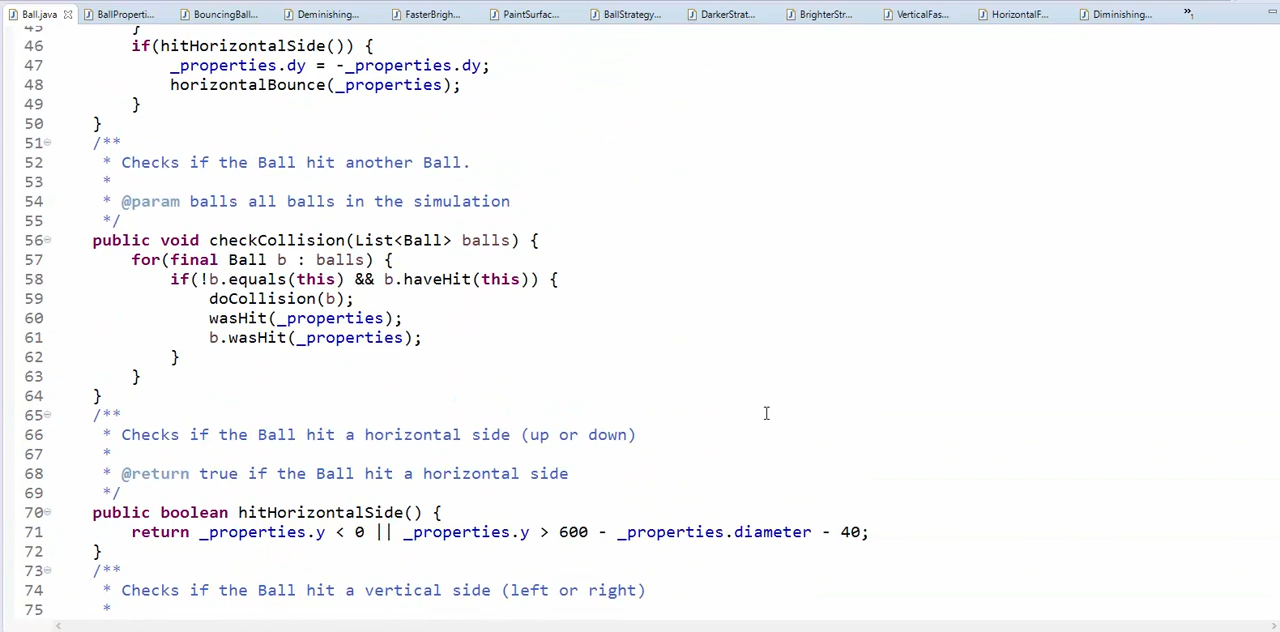 Ball.java BallProperti... BouncingBall... Deminishing... FasterBrigh... PaintSurfac... BallStrategy... DarkerStrat... BrighterStr... VerticalFas... HorizontalF... Diminishing... »1
45 }
46 if(hitHorizontalSide()) {
47 _properties.dy = -_properties.dy;
48 horizontalBounce(_properties);
49 }
50 }
51 /**
52 * Checks if the Ball hit another Ball.
53 *
54 * @param balls all balls in the simulation
55 */
56 public void checkCollision(List<Ball> balls) {
57 for(final Ball b : balls) {
58 if(!b.equals(this) && b.haveHit(this)) {
59 doCollision(b);
60 wasHit(_properties);
61 b.wasHit(_properties);
62 }
63 }
64 }
65 /**
66 * Checks if the Ball hit a horizontal side (up or down)
67 *
68 * @return true if the Ball hit a horizontal side
69 */
70 public boolean hitHorizontalSide() {
71 return _properties.y < 0 || _properties.y > 600 - _properties.diameter - 40;
72 }
73 /**
74 * Checks if the Ball hit a vertical side (left or right)
75 *